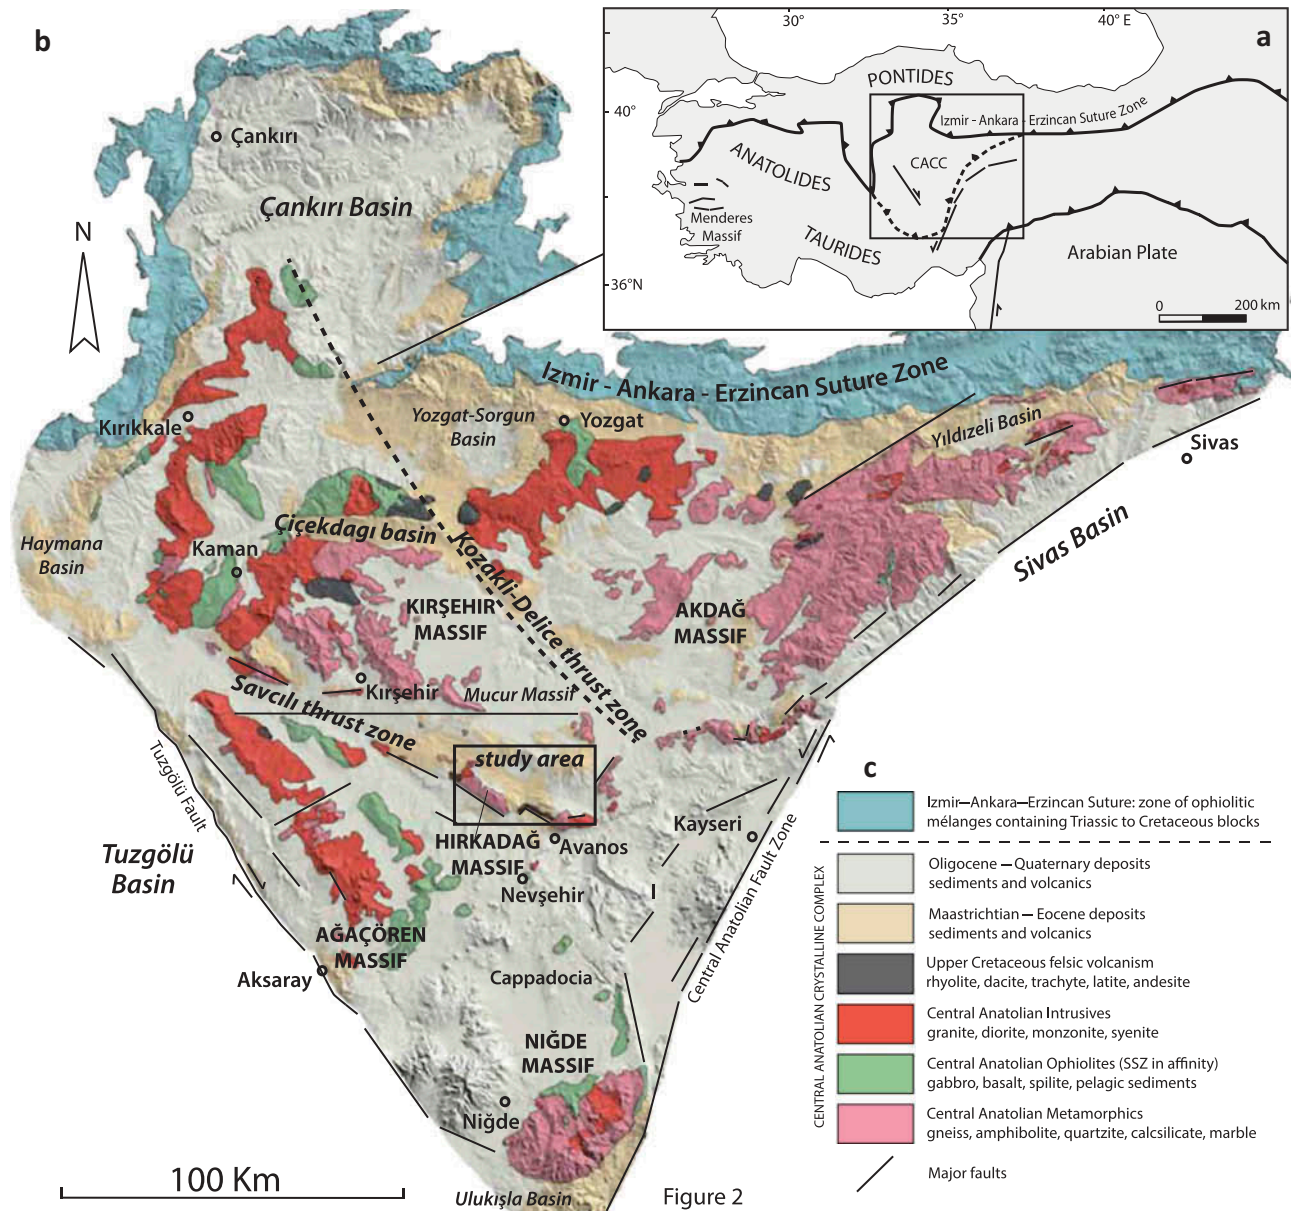 b
a
30°
35°
40° E
40°
36°N
PONTIDES
Izmir - Ankara - Erzincan Suture Zone
ANATOLIDES
CACC
Menderes
Massif
TAURIDES
Arabian Plate
0
200 km
N
Çankırı
Çankırı Basin
Izmir - Ankara - Erzincan Suture Zone
Kırıkkale
Yozgat-Sorgun
Basin
Yozgat
Yıldızeli Basin
Sivas
Sivas Basin
Haymana
Basin
Kaman
Çiçekdagı basin
Kozakli-Delice thrust zone
KIRŞEHIR
MASSIF
AKDAĞ
MASSIF
Kırşehir
Mucur Massif
Savcılı thrust zone
study area
Tuzgölü Fault
Tuzgölü
Basin
HIRKADAĞ
MASSIF
Avanos
Nevşehir
Kayseri
Central Anatolian Fault Zone
AĞAÇÖREN
MASSIF
Aksaray
Cappadocia
NIĞDE
MASSIF
Niğde
Ulukışla Basin
100 Km
Figure 2
c
Izmir–Ankara–Erzincan Suture: zone of ophiolitic
mélanges containing Triassic to Cretaceous blocks
CENTRAL ANATOLIAN CRYSTALLINE COMPLEX
Oligocene – Quaternary deposits
sediments and volcanics
Maastrichtian – Eocene deposits
sediments and volcanics
Upper Cretaceous felsic volcanism
rhyolite, dacite, trachyte, latite, andesite
Central Anatolian Intrusives
granite, diorite, monzonite, syenite
Central Anatolian Ophiolites (SSZ in affinity)
gabbro, basalt, spilite, pelagic sediments
Central Anatolian Metamorphics
gneiss, amphibolite, quartzite, calcsilicate, marble
Major faults